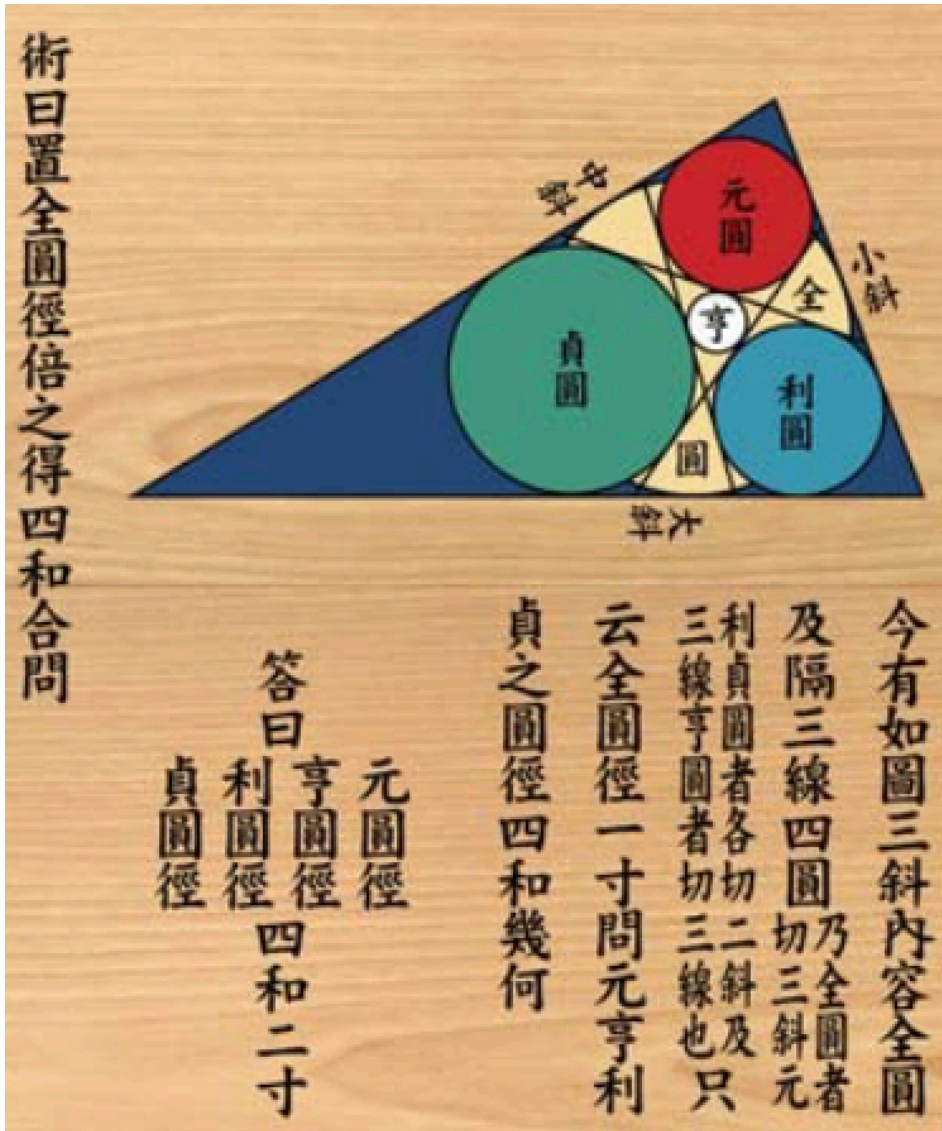 元圓
中斜
小斜
全
亨
貞圓
利圓
圓
大斜
今有如圖三斜內容全圓
及隔三線四圓乃全圓者切三斜元
利貞圓者各切二斜及三線亨圓者切三線也只
云全圓徑一寸問元亨利
貞之圓徑四和幾何
答曰
元圓徑
亨圓徑
利圓徑
貞圓徑
四和二寸
術曰置全圓徑倍之得四和合問